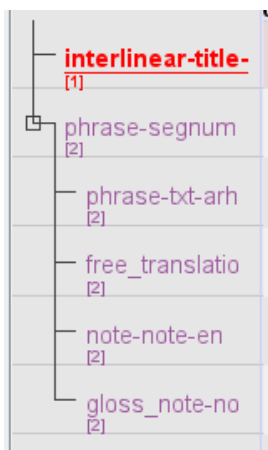 interlinear-title-
[1]
phrase-segnum
[2]
phrase-txt-arh
[2]
free_translatio
[2]
note-note-en
[2]
gloss_note-no
[2]